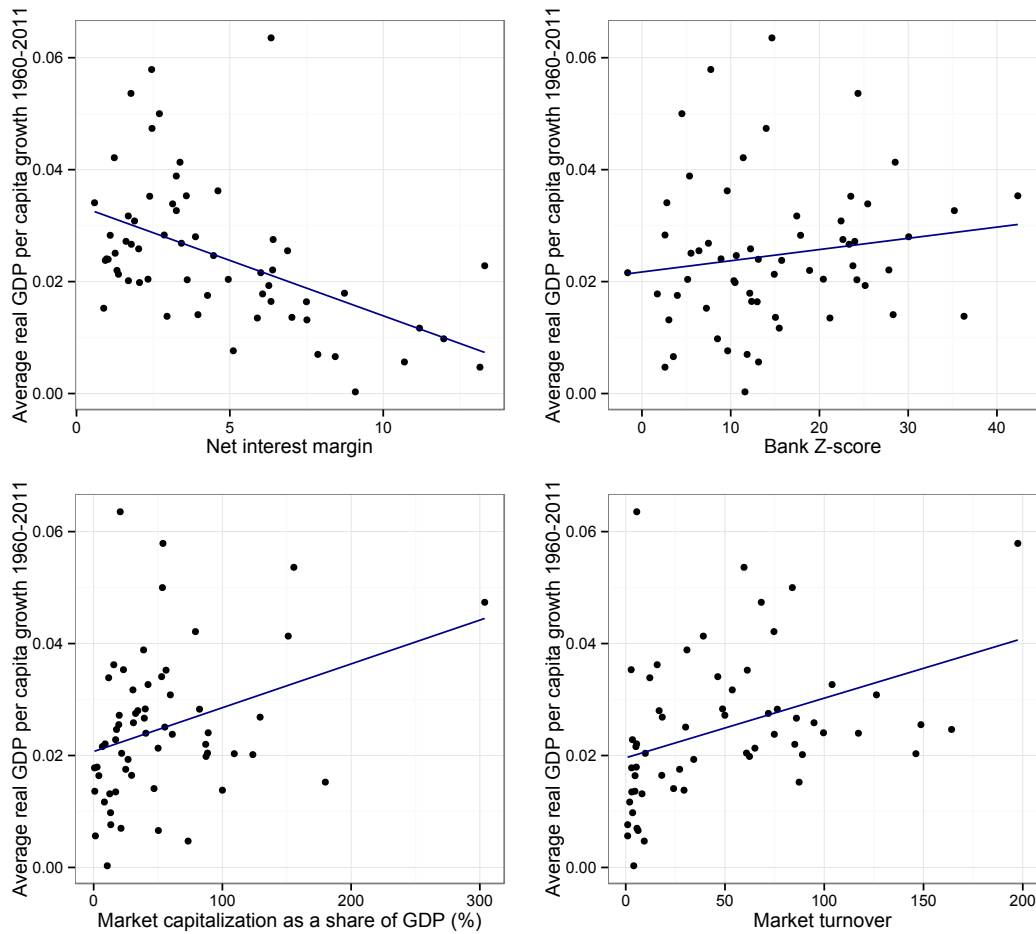 Average real GDP per capita growth 1960-2011
0.06
0.04
0.02
0.00
0 5 10
Net interest margin
Average real GDP per capita growth 1960-2011
0.06
0.04
0.02
0.00
0 10 20 30 40
Bank Z-score
Average real GDP per capita growth 1960-2011
0.06
0.04
0.02
0.00
0 100 200 300
Market capitalization as a share of GDP (%)
Average real GDP per capita growth 1960-2011
0.06
0.04
0.02
0.00
0 50 100 150 200
Market turnover